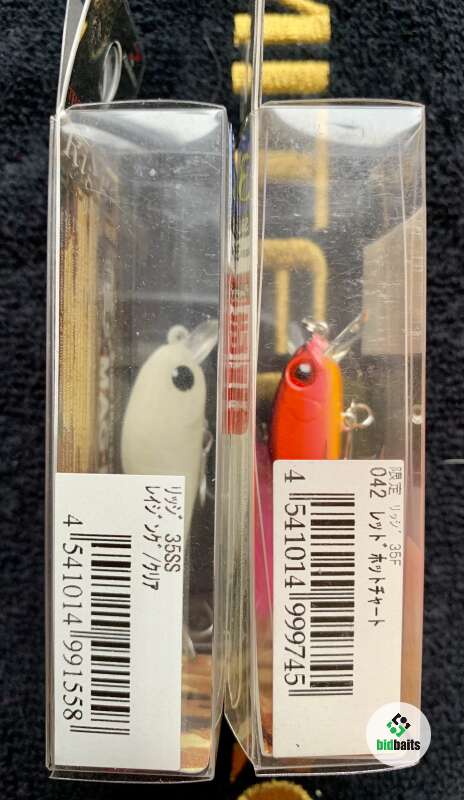 リッジ 35SS
レイジング/クリア
4 541014 991558
限定 リッジ 35F
042 レッドホットチャート
4 541014 999745
bidbaits